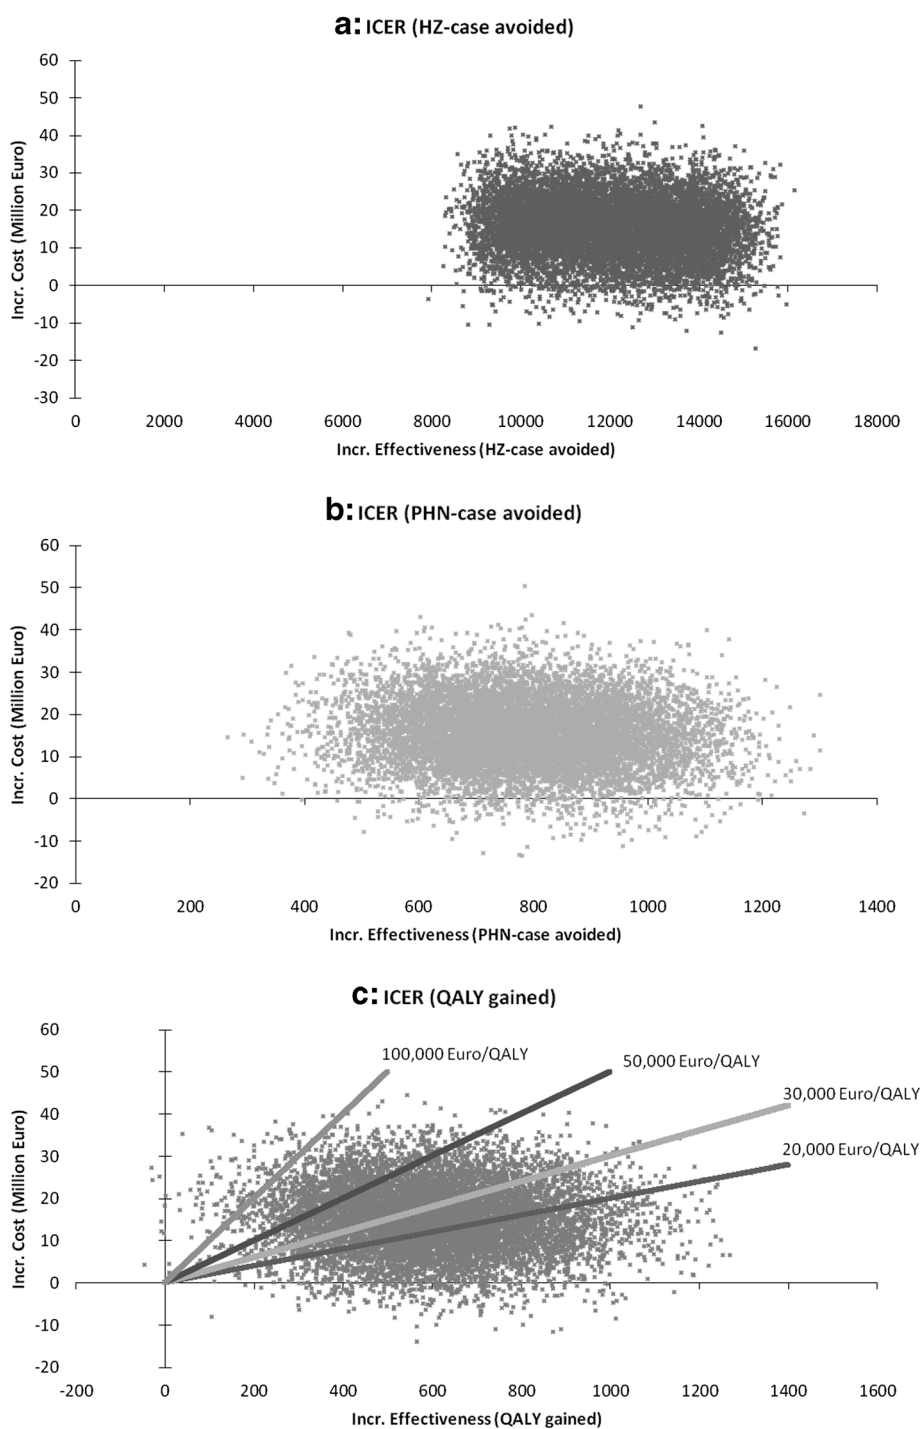 a: ICER (HZ-case avoided)
60
50
40
30
20
10
0
-10
-20
-30
Incr. Cost (Million Euro)
0 2000 4000 6000 8000 10000 12000 14000 16000 18000
Incr. Effectiveness (HZ-case avoided)
b: ICER (PHN-case avoided)
60
50
40
30
20
10
0
-10
-20
Incr. Cost (Million Euro)
0 200 400 600 800 1000 1200 1400
Incr. Effectiveness (PHN-case avoided)
c: ICER (QALY gained)
60
50
40
30
20
10
0
-10
-20
Incr. Cost (Million Euro)
100,000 Euro/QALY
50,000 Euro/QALY
30,000 Euro/QALY
20,000 Euro/QALY
-200 0 200 400 600 800 1000 1200 1400 1600
Incr. Effectiveness (QALY gained)